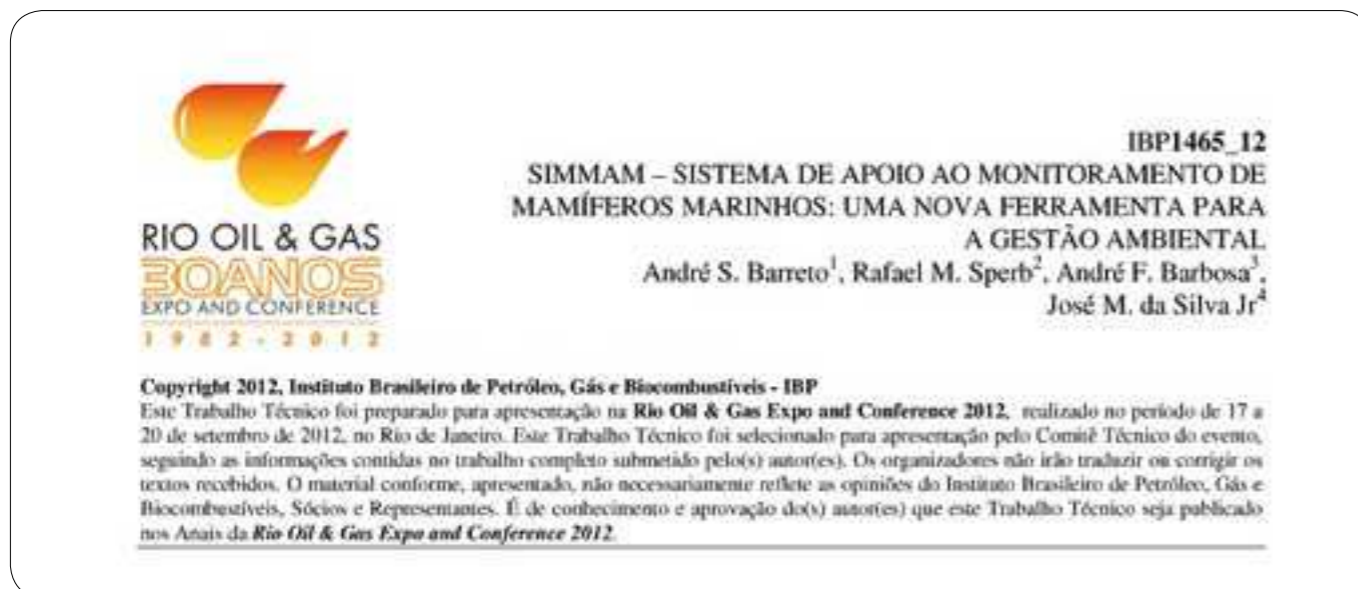 RIO OIL & GAS
30ANOS
EXPO AND CONFERENCE
1982-2012
IBP1465_12
SIMMAM – SISTEMA DE APOIO AO MONITORAMENTO DE
MAMÍFEROS MARINHOS: UMA NOVA FERRAMENTA PARA
A GESTÃO AMBIENTAL
André S. Barreto¹, Rafael M. Sperb², André F. Barbosa³,
José M. da Silva Jr⁴
Copyright 2012, Instituto Brasileiro de Petróleo, Gás e Biocombustíveis - IBP
Este Trabalho Técnico foi preparado para apresentação na Rio Oil & Gas Expo and Conference 2012, realizado no período de 17 a
20 de setembro de 2012, no Rio de Janeiro. Este Trabalho Técnico foi selecionado para apresentação pelo Comitê Técnico do evento,
seguindo as informações contidas no trabalho completo submetido pelo(s) autor(es). Os organizadores não irão traduzir ou corrigir os
textos recebidos. O material conforme, apresentado, não necessariamente reflete as opiniões do Instituto Brasileiro de Petróleo, Gás e
Biocombustíveis, Sócios e Representantes. É de conhecimento e aprovação do(s) autor(es) que este Trabalho Técnico seja publicado
nos Anais da Rio Oil & Gas Expo and Conference 2012.